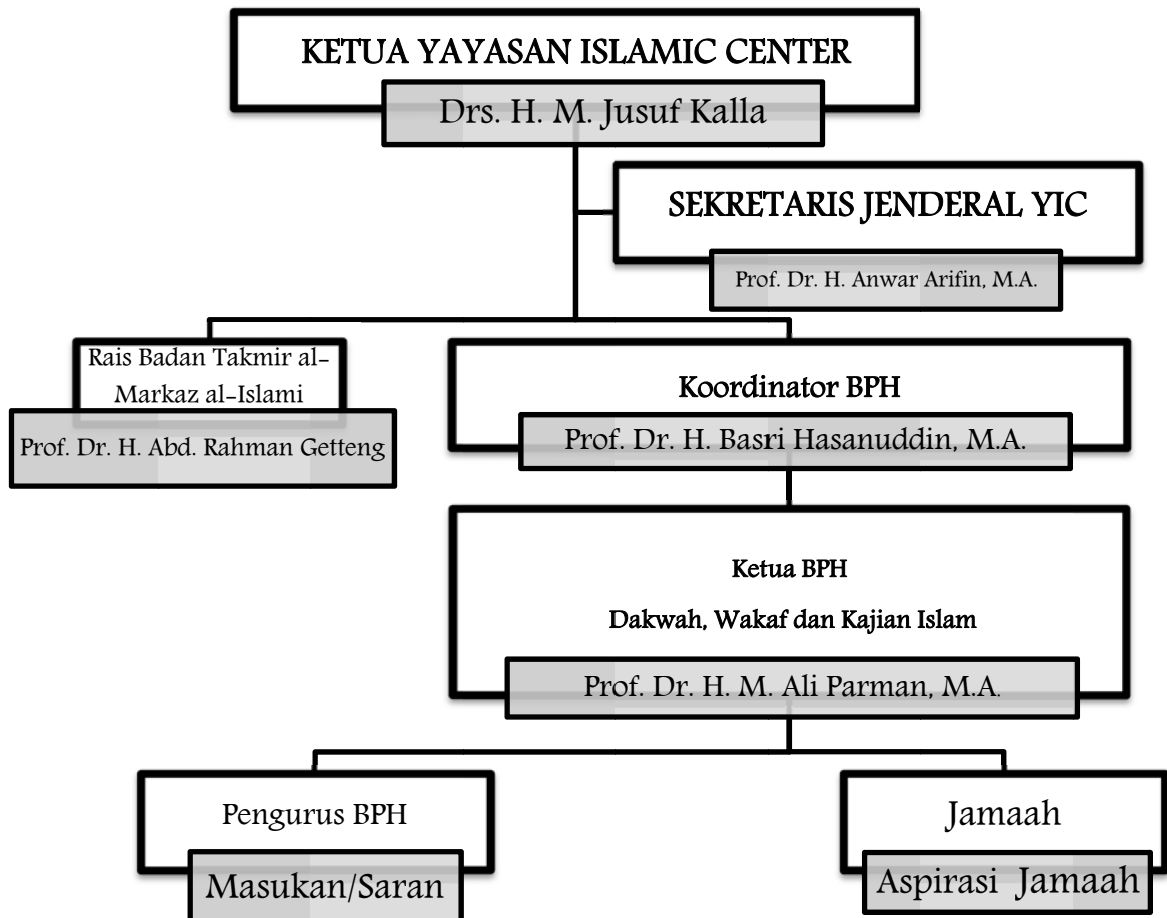 KETUA YAYASAN ISLAMIC CENTER
Drs. H. M. Jusuf Kalla
SEKRETARIS JENDERAL YIC
Prof. Dr. H. Anwar Arifin, M.A.
Rais Badan Takmir al-
Markaz al-Islami
Prof. Dr. H. Abd. Rahman Getteng
Koordinator BPH
Prof. Dr. H. Basri Hasanuddin, M.A.
Ketua BPH
Dakwah, Wakaf dan Kajian Islam
Prof. Dr. H. M. Ali Parman, M.A.
Pengurus BPH
Masukan/Saran
Jamaah
Aspirasi Jamaah